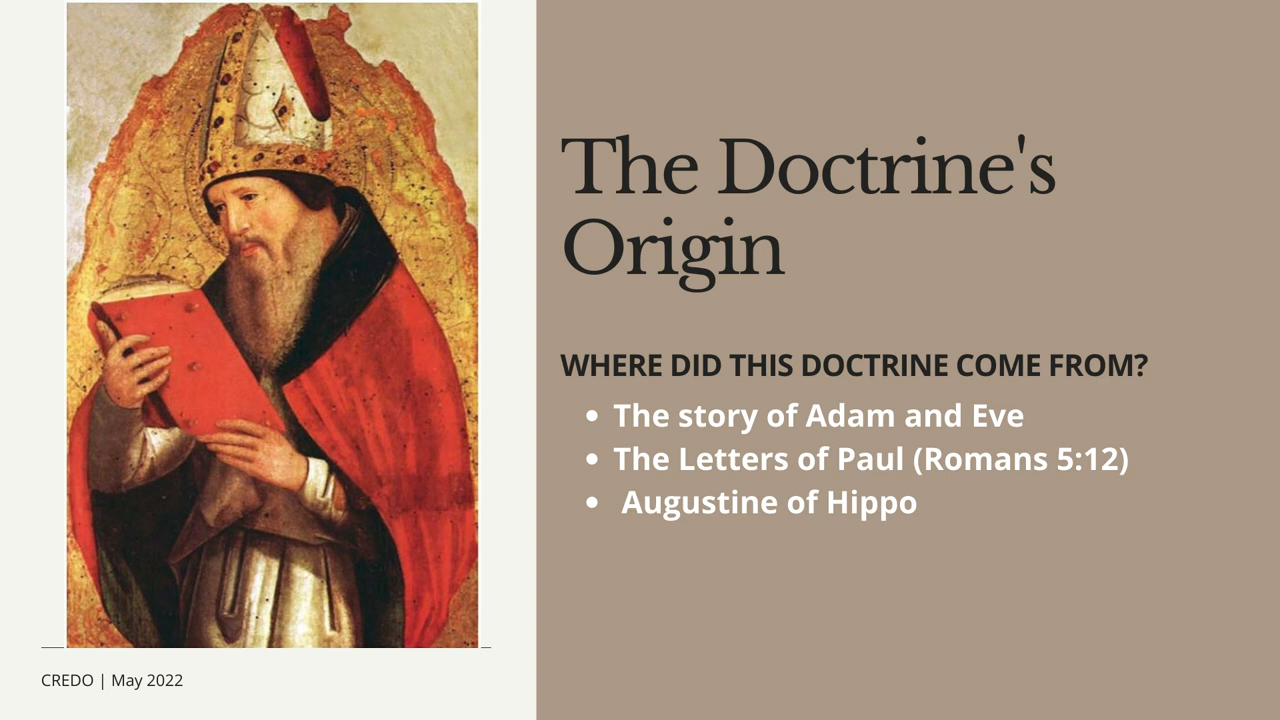 The Doctrine's
Origin
WHERE DID THIS DOCTRINE COME FROM?
• The story of Adam and Eve
• The Letters of Paul (Romans 5:12)
• Augustine of Hippo
CREDO | May 2022